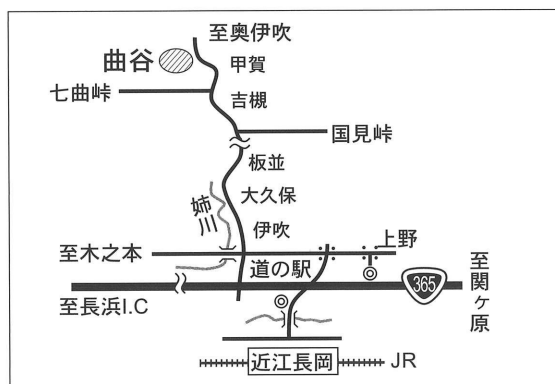 至奥伊吹
曲谷
甲賀
七曲峠
吉槻
国見峠
板並
姉川
大久保
伊吹
上野
至木之本
道の駅
365
至関ヶ原
至長浜I.C
近江長岡
JR